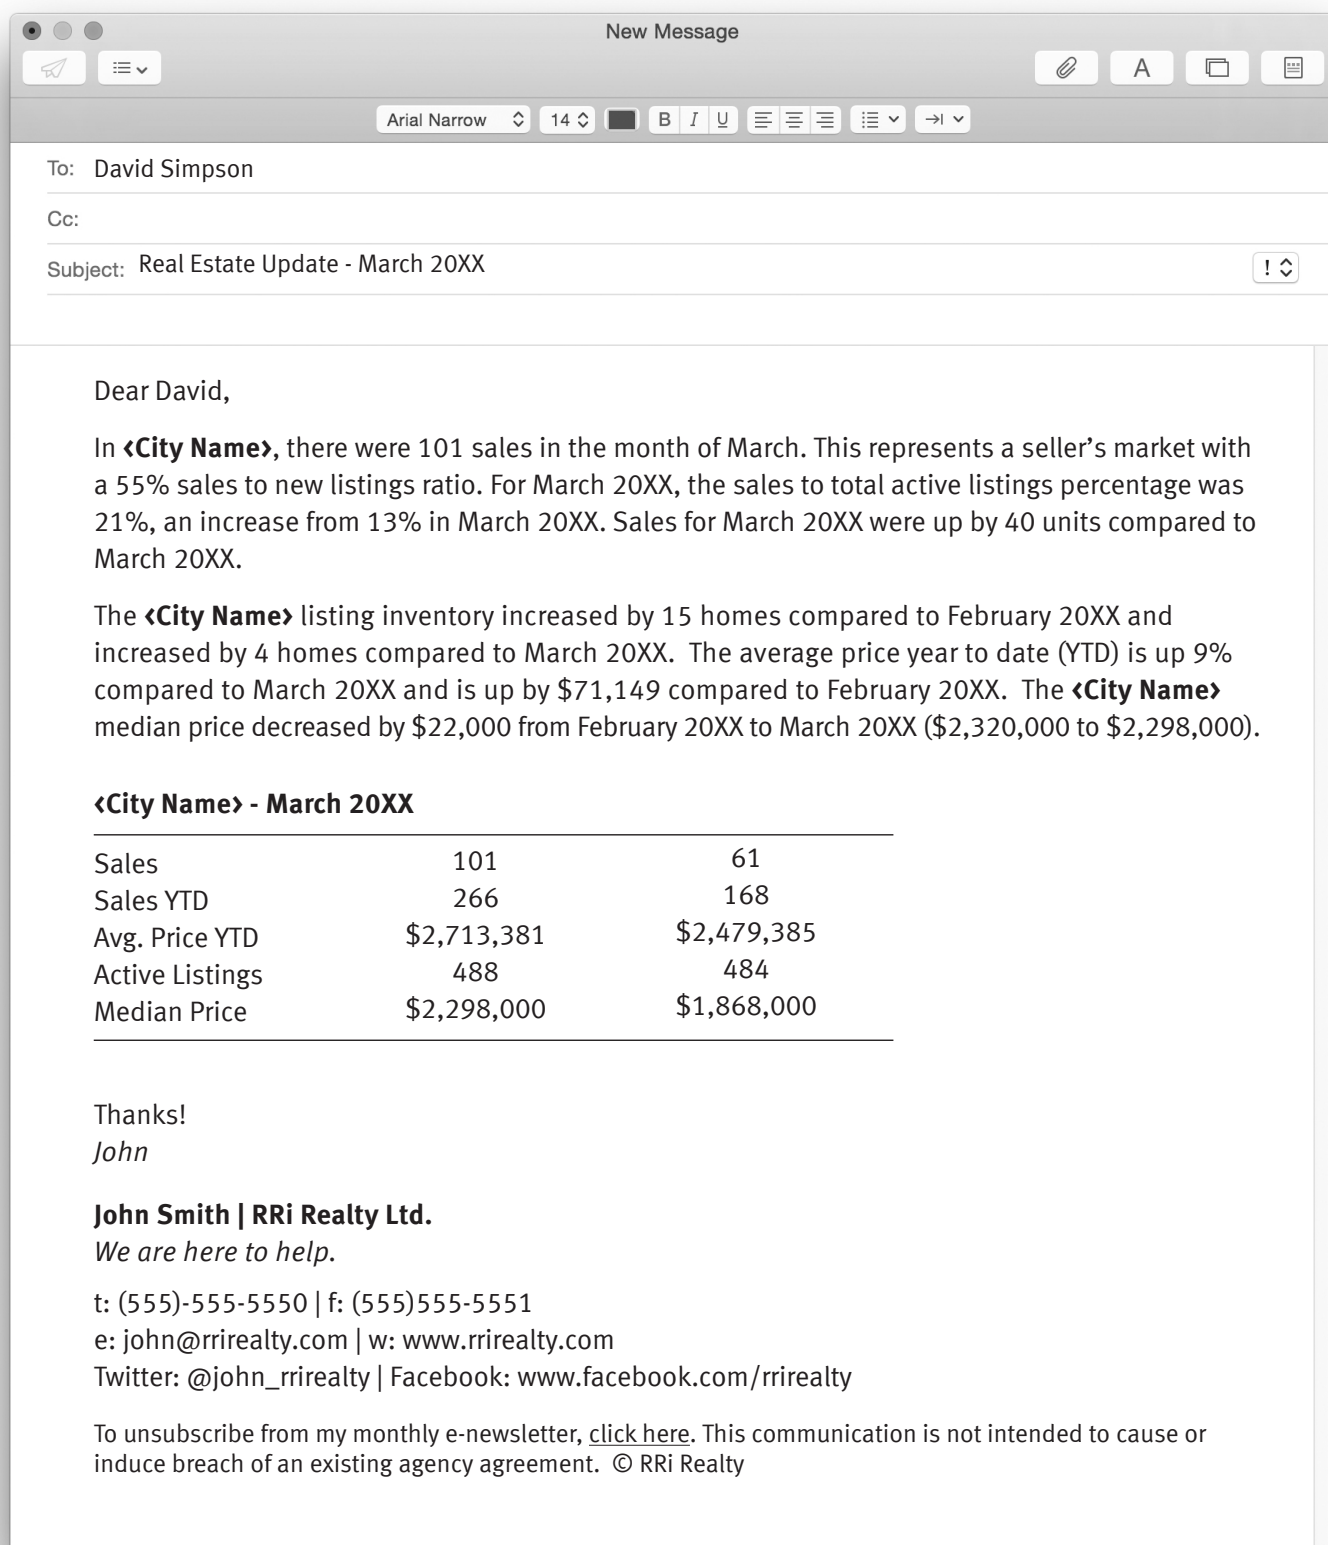 New Message
A
Arial Narrow 14 B I U
To: David Simpson
Cc:
Subject: Real Estate Update - March 20XX !
Dear David,
In ‹City Name›, there were 101 sales in the month of March. This represents a seller’s market with
a 55% sales to new listings ratio. For March 20XX, the sales to total active listings percentage was
21%, an increase from 13% in March 20XX. Sales for March 20XX were up by 40 units compared to
March 20XX.
The ‹City Name› listing inventory increased by 15 homes compared to February 20XX and
increased by 4 homes compared to March 20XX.  The average price year to date (YTD) is up 9%
compared to March 20XX and is up by $71,149 compared to February 20XX.  The ‹City Name›
median price decreased by $22,000 from February 20XX to March 20XX ($2,320,000 to $2,298,000).
‹City Name› - March 20XX
Sales 101 61
Sales YTD 266 168
Avg. Price YTD $2,713,381 $2,479,385
Active Listings 488 484
Median Price $2,298,000 $1,868,000
Thanks!
John
John Smith | RRi Realty Ltd.
We are here to help.
t: (555)-555-5550 | f: (555)555-5551
e: john@rrirealty.com | w: www.rrirealty.com
Twitter: @john_rrirealty | Facebook: www.facebook.com/rrirealty
To unsubscribe from my monthly e-newsletter, click here. This communication is not intended to cause or
induce breach of an existing agency agreement.  © RRi Realty